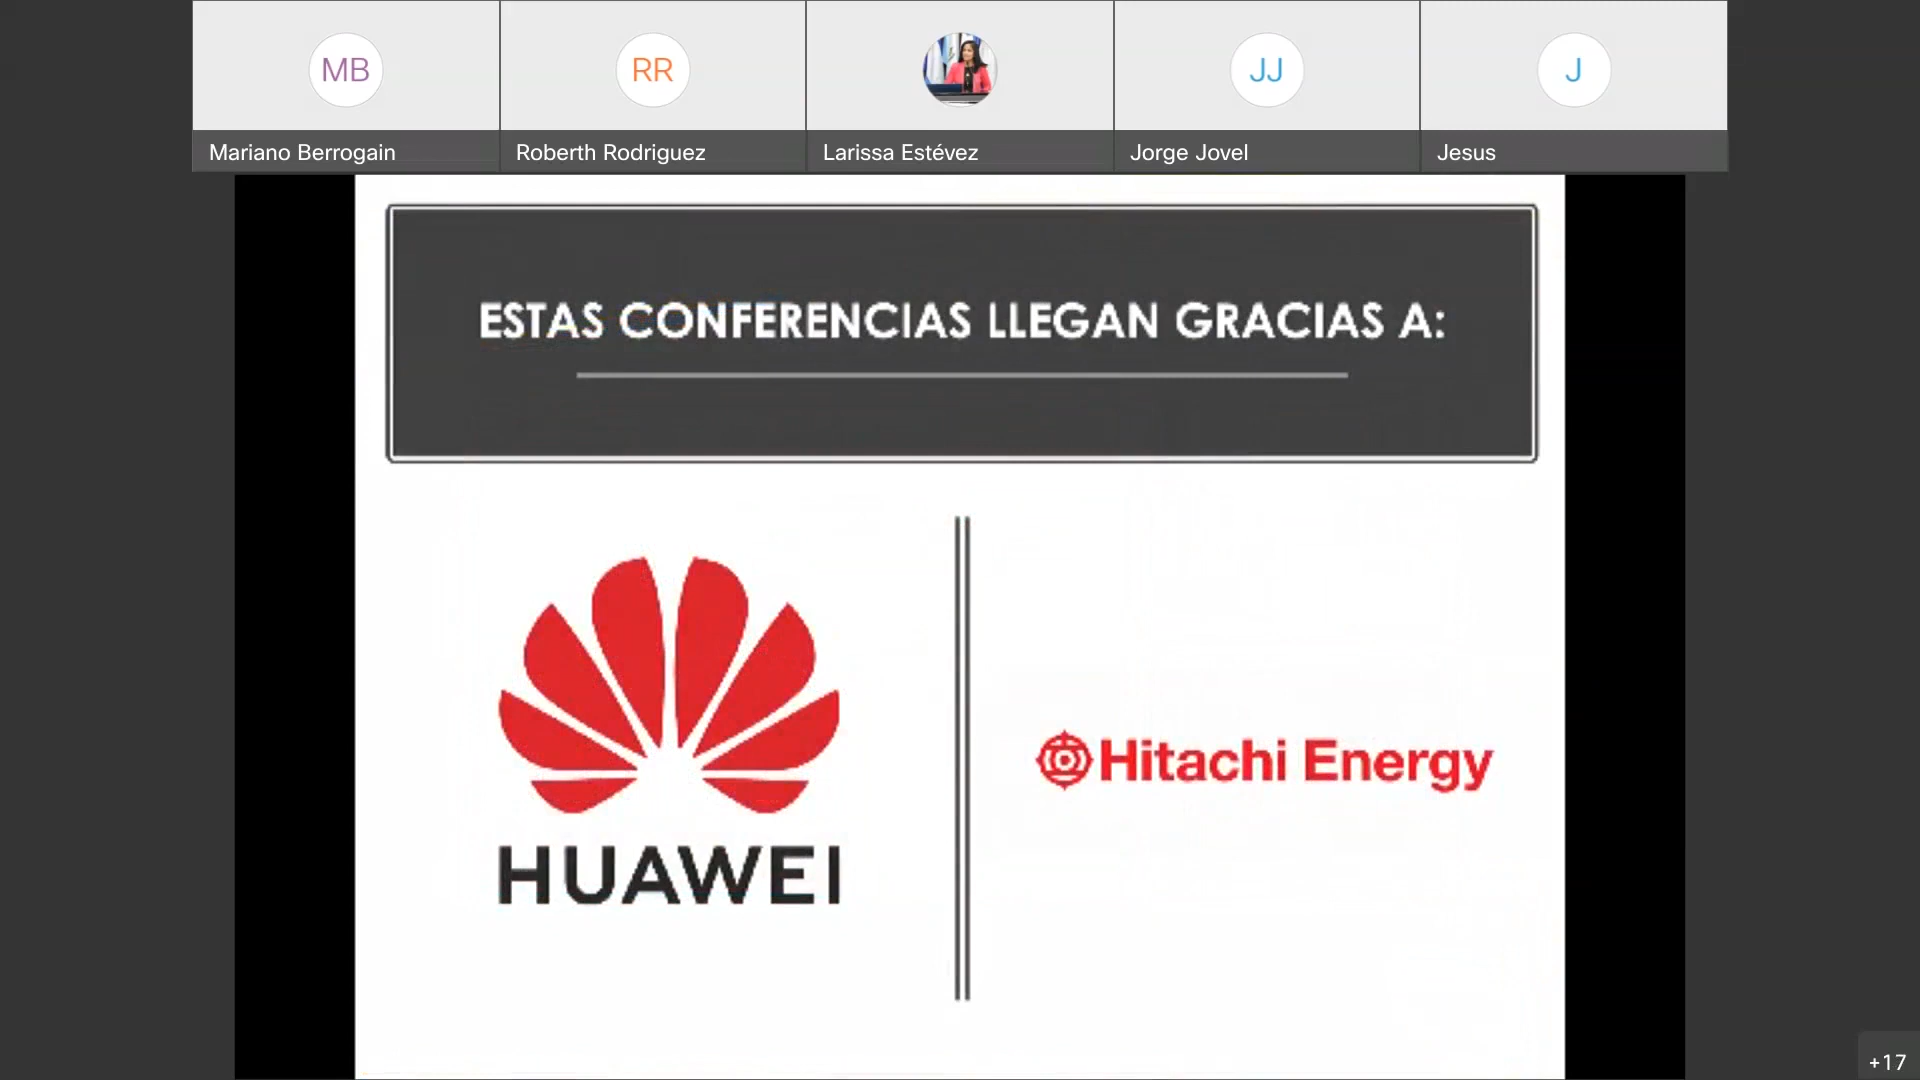 MB
RR
JJ
J
Mariano Berrogain
Roberth Rodriguez
Larissa Estévez
Jorge Jovel
Jesus
ESTAS CONFERENCIAS LLEGAN GRACIAS A:
HUAWEI
Hitachi Energy
+17